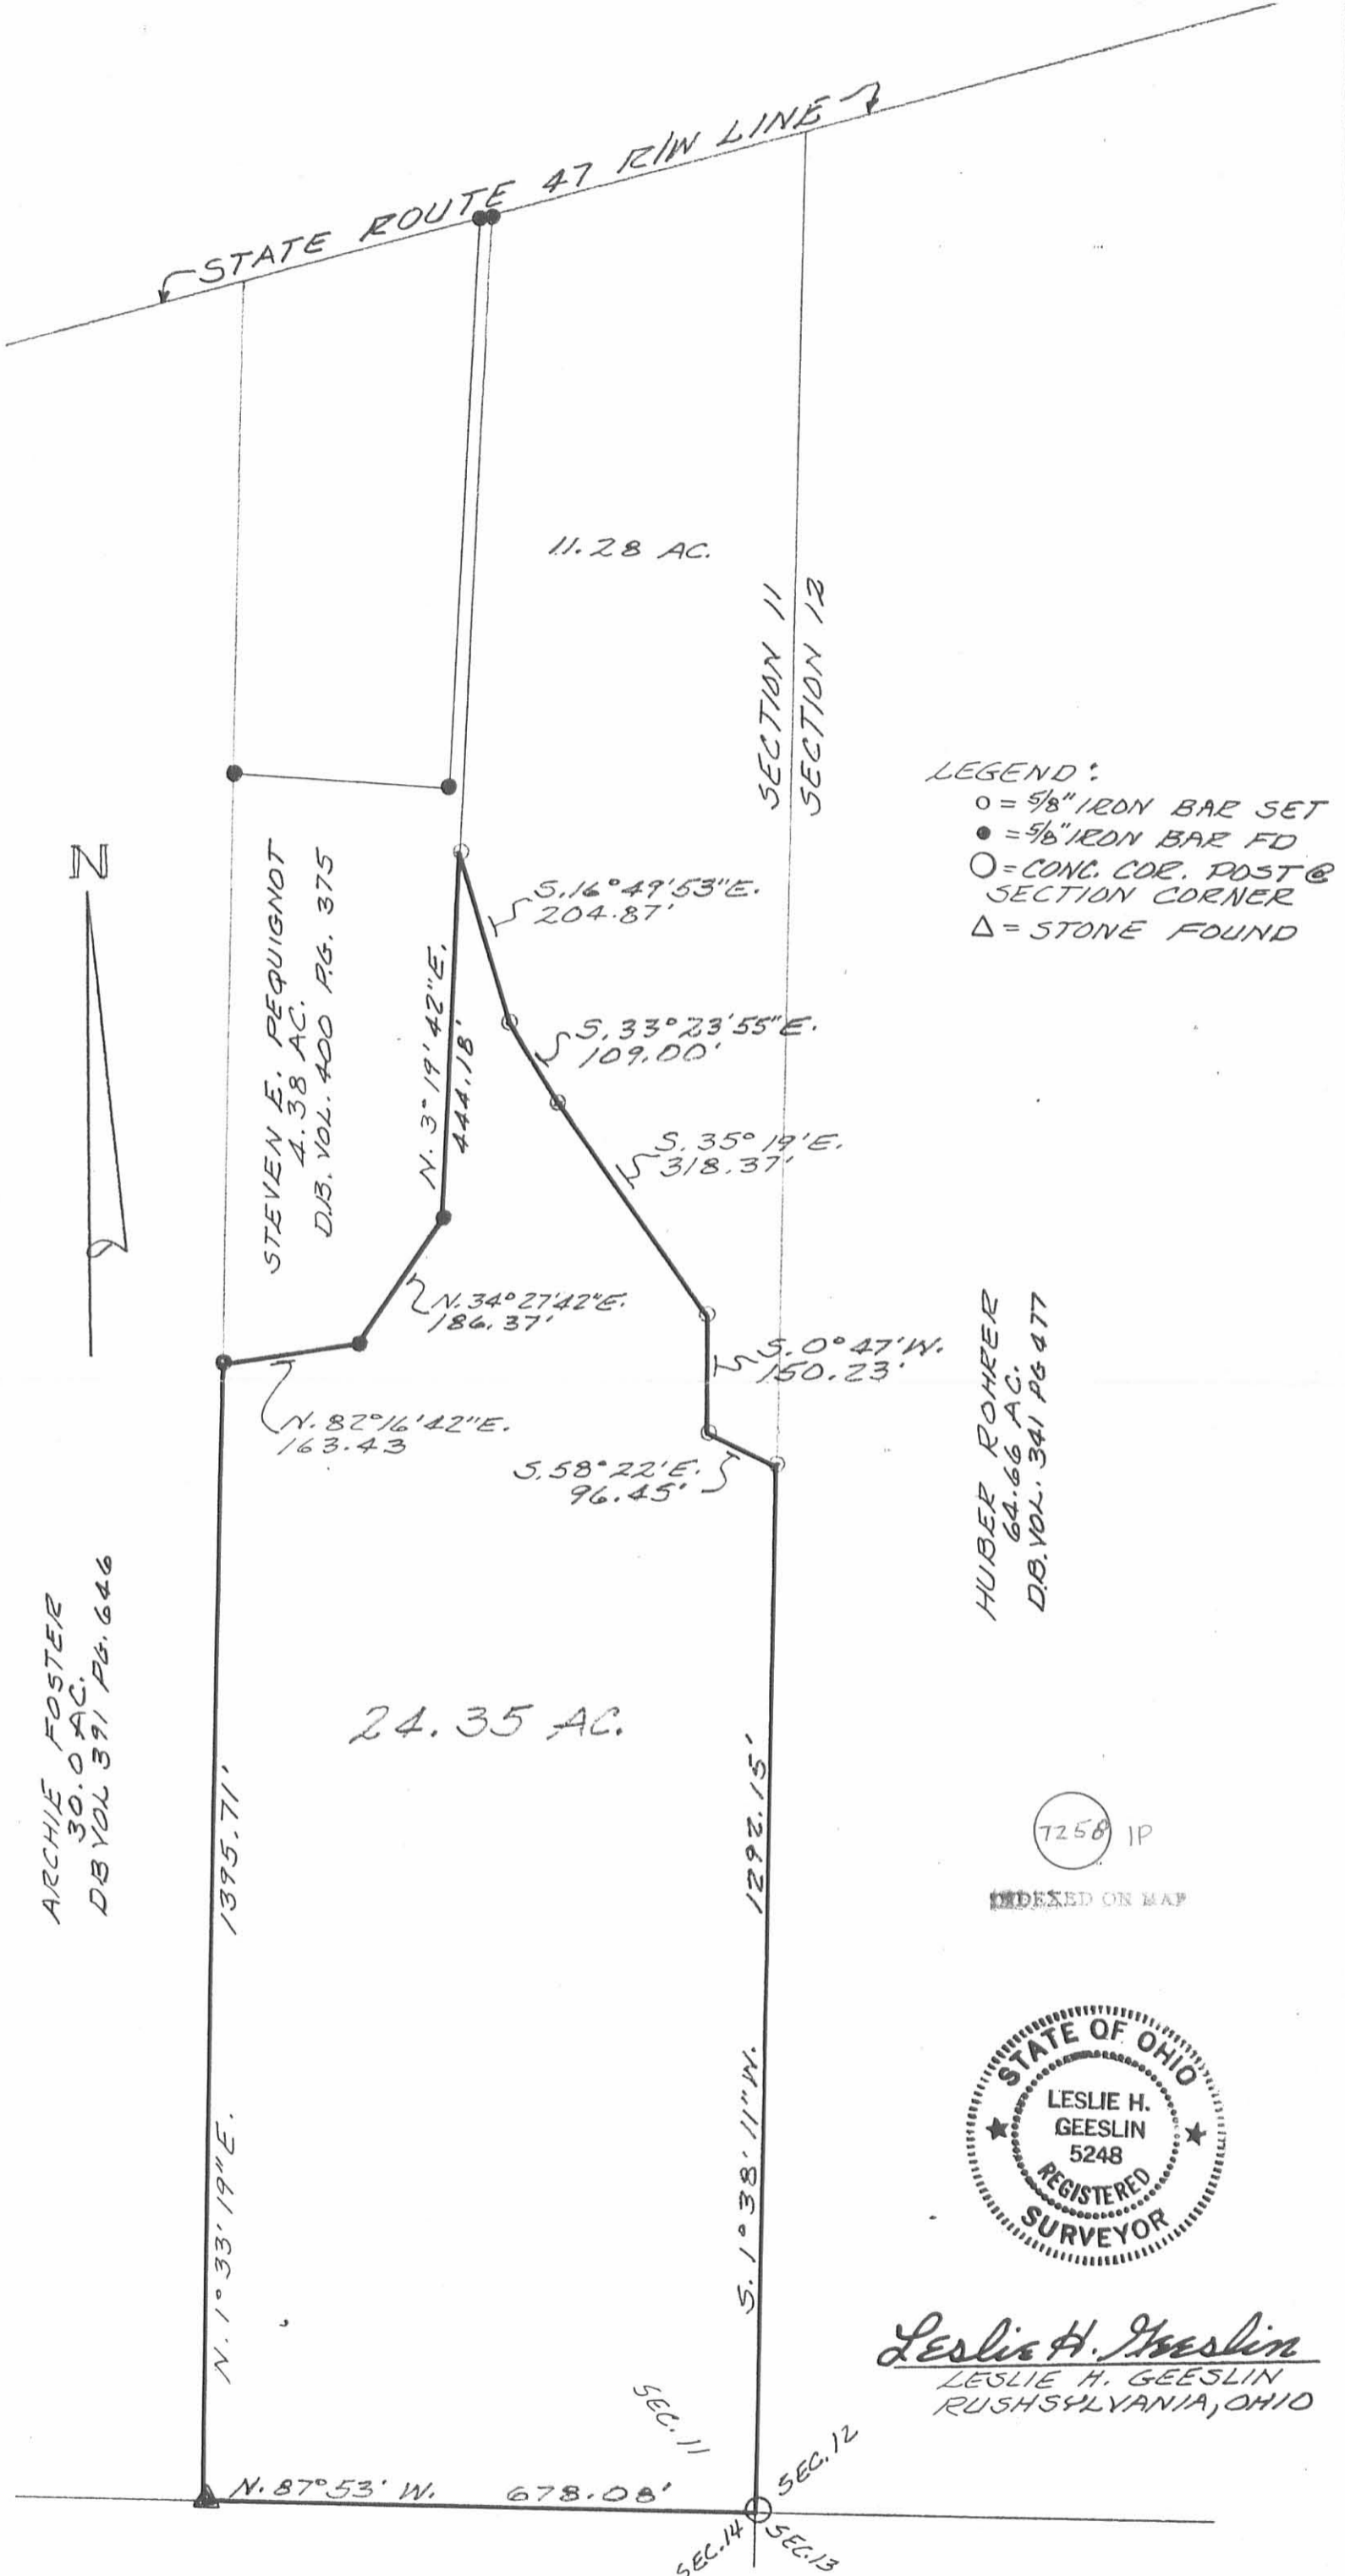 STATE ROUTE 47 R/W LINE
11.28 AC.
SECTION 11
SECTION 12
LEGEND:
o = 5/8" IRON BAR SET
● = 5/8" IRON BAR FD
O = CONC. COR. POST @
SECTION CORNER
Δ = STONE FOUND
N
STEVEN E. PEQUIGNOT
4.38 AC.
D.B. VOL. 400 PG. 375
S. 16° 49' 53" E.
204.87'
N. 3° 19' 42" E.
444.18'
S. 33° 23' 55" E.
109.00'
S. 35° 19' E.
318.37'
N. 34° 27' 42" E.
186.37'
S. 0° 47' W.
150.23'
N. 82° 16' 42" E.
163.43
S. 58° 22' E.
96.45'
HUBER ROHRER
64.66 AC.
D.B. VOL. 341 PG 477
ARCHIE FOSTER
30.0 AC.
DB VOL 391 PG. 646
24.35 AC.
1395.71'
N. 1° 33' 19" E.
1292.15'
S. 1° 38' 11" W.
7258 1P
INDEXED ON MAP
STATE OF OHIO
LESLIE H.
GEESLIN
5248
REGISTERED
SURVEYOR
Leslie H. Geeslin
LESLIE H. GEESLIN
RUSHSYLVANIA, OHIO
SEC. 11
SEC. 12
N. 87° 53' W. 678.08'
SEC. 14
SEC. 13